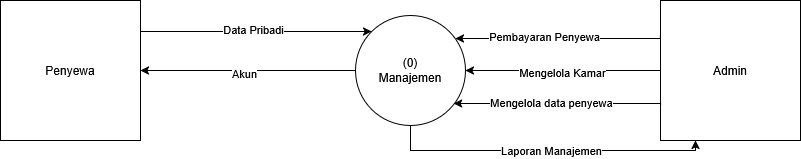 Data Pribadi
Pembayaran Penyewa
Penyewa
(0)
Manajemen
Admin
Akun
Mengelola Kamar
Mengelola data penyewa
Laporan Manajemen